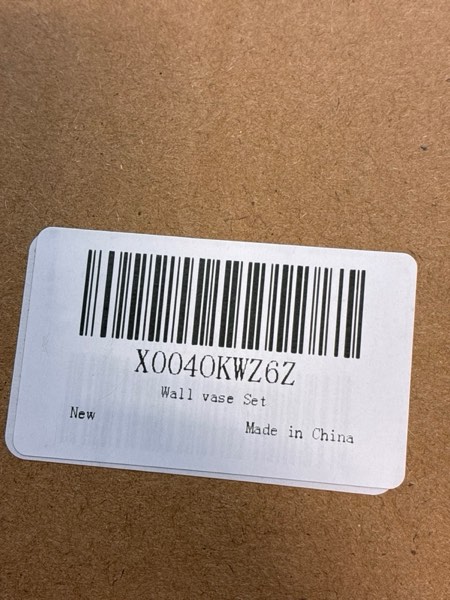 X0040KWZ6Z
Wall vase Set
New
Made in China